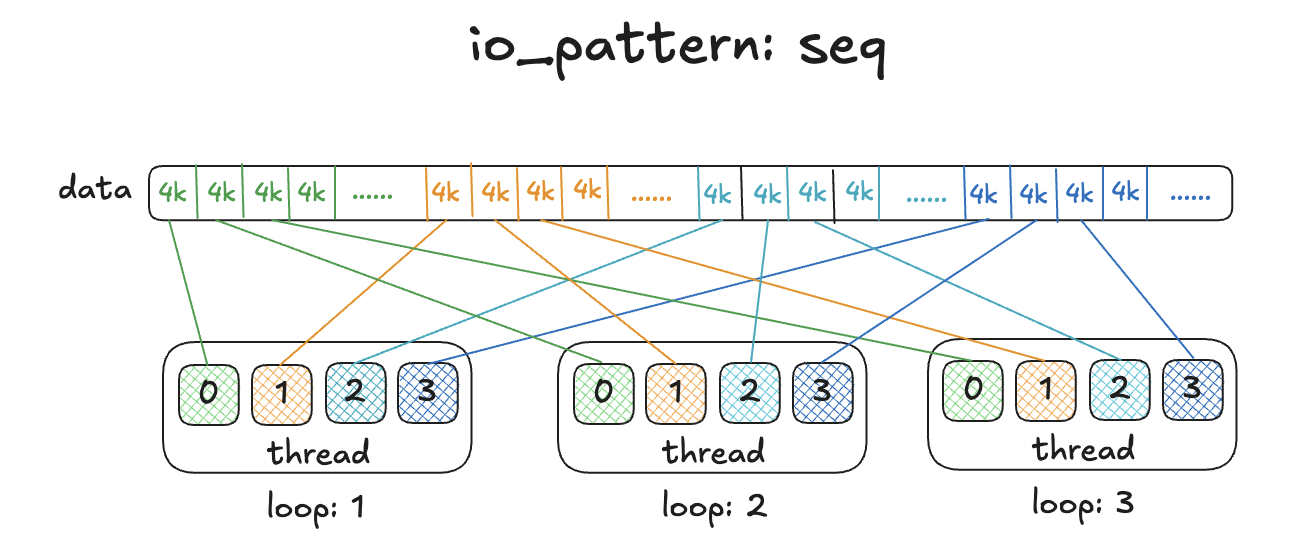 io_pattern: seq
data 4k 4k 4k 4k ...... 4k 4k 4k 4k ...... 4k 4k 4k 4k ...... 4k 4k 4k 4k ......
0 1 2 3 0 1 2 3 0 1 2 3
thread thread thread
loop: 1 loop: 2 loop: 3